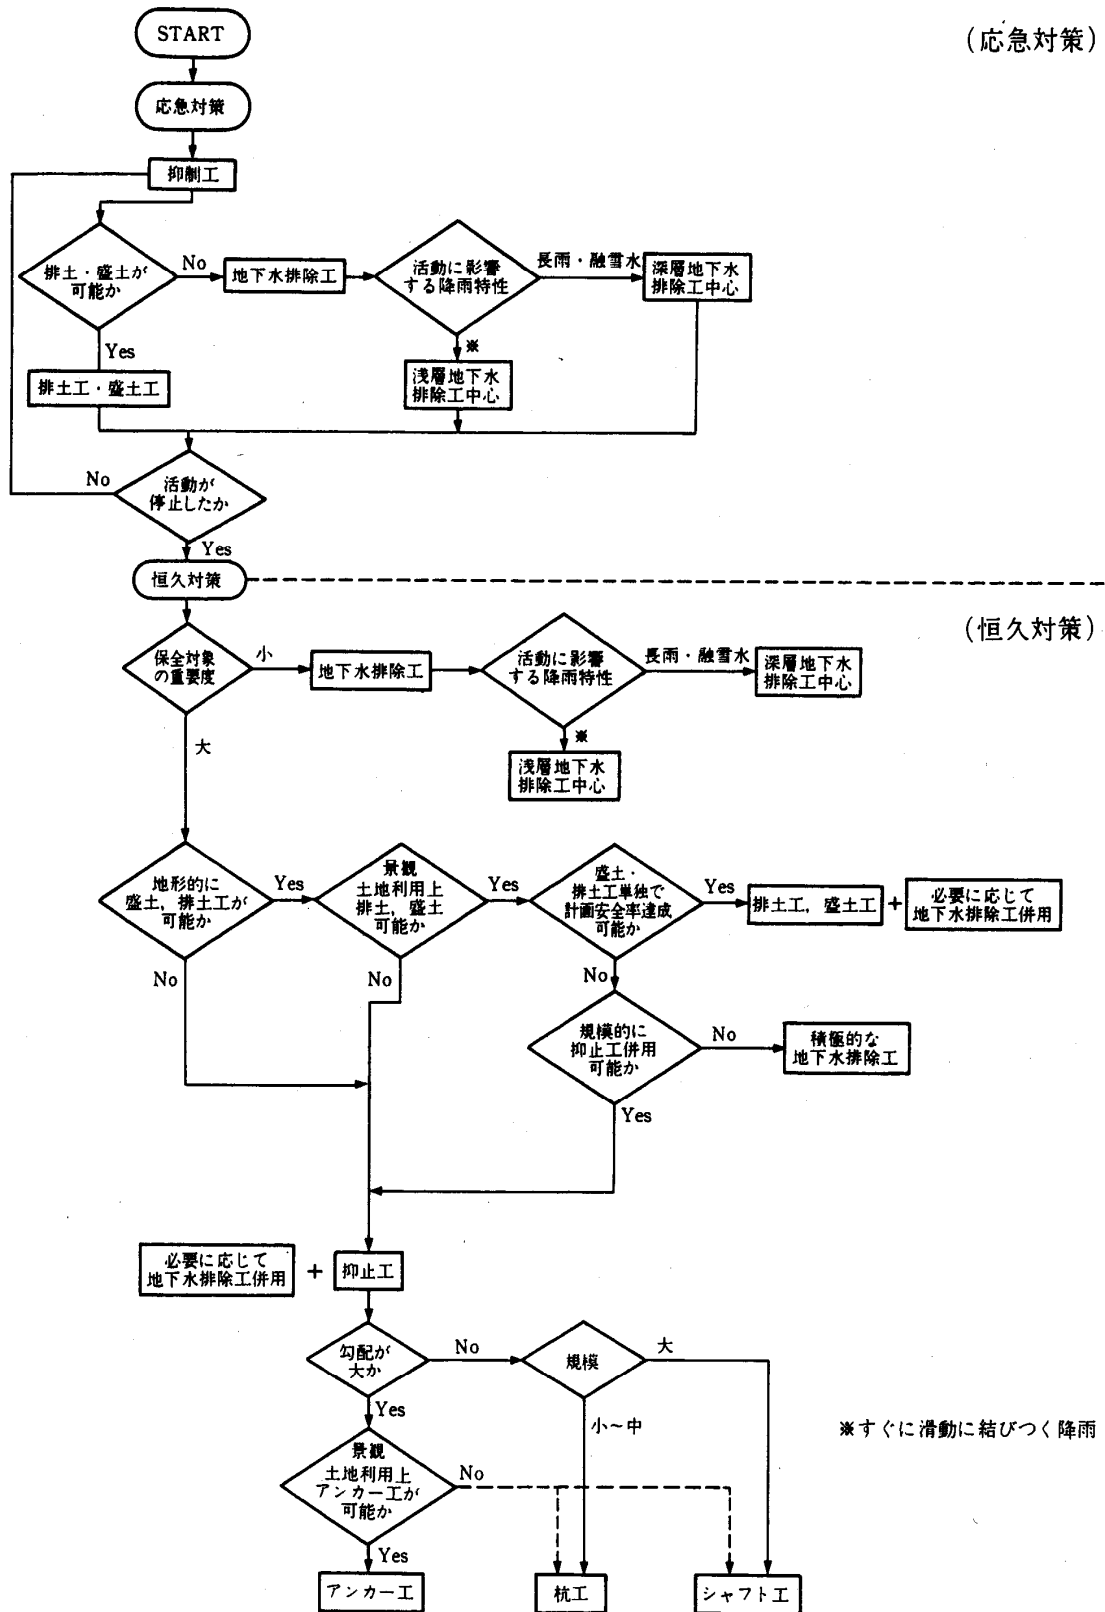 START
(応急対策)
応急対策
抑制工
排土・盛土が
可能か
No
地下水排除工
活動に影響
する降雨特性
長雨・融雪水
深層地下水
排除工中心
Yes
※
排土工・盛土工
浅層地下水
排除工中心
No
活動が
停止したか
Yes
恒久対策
(恒久対策)
保全対象
の重要度
小
地下水排除工
活動に影響
する降雨特性
長雨・融雪水
深層地下水
排除工中心
大
※
浅層地下水
排除工中心
地形的に
盛土,排土工が
可能か
Yes
景観
土地利用上
排土,盛土
可能か
Yes
盛土・
排土工単独で
計画安全率達成
可能か
Yes
排土工,盛土工
+
必要に応じて
地下水排除工併用
No
No
No
規模的に
抑止工併用
可能か
No
積極的な
地下水排除工
Yes
必要に応じて
地下水排除工併用
+
抑止工
勾配が
大か
No
規模
大
Yes
小～中
※すぐに滑動に結びつく降雨
景観
土地利用上
アンカー工が
可能か
No
Yes
アンカー工
杭工
シャフト工